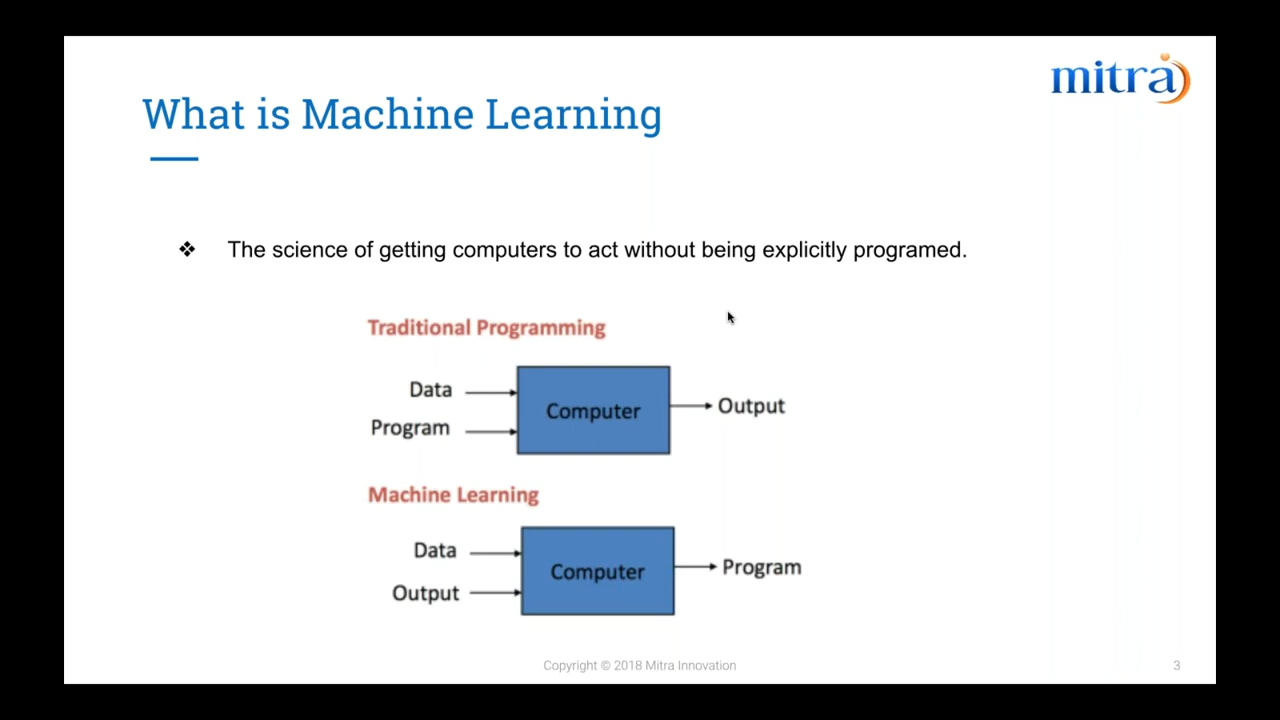 mitra
What is Machine Learning
❖ The science of getting computers to act without being explicitly programed.
Traditional Programming
Data
Program
Computer
Output
Machine Learning
Data
Output
Computer
Program
Copyright © 2018 Mitra Innovation
3